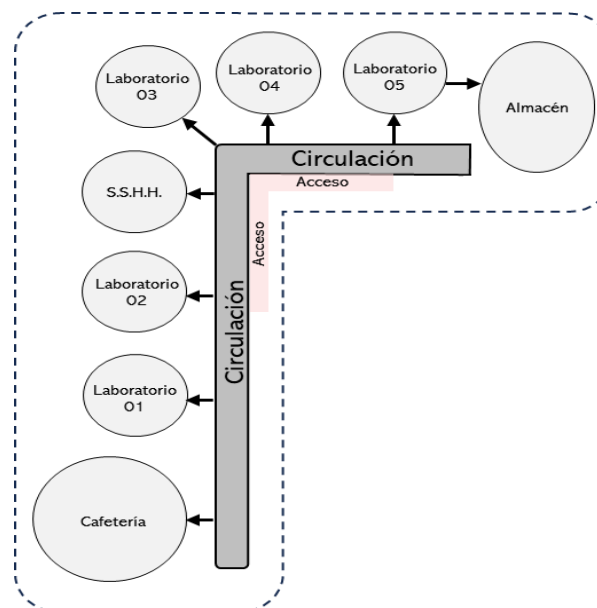 Laboratorio
03
Laboratorio
04
Laboratorio
05
Almacén
Circulación
Acceso
S.S.H.H.
Acceso
Laboratorio
02
Circulación
Laboratorio
01
Cafetería